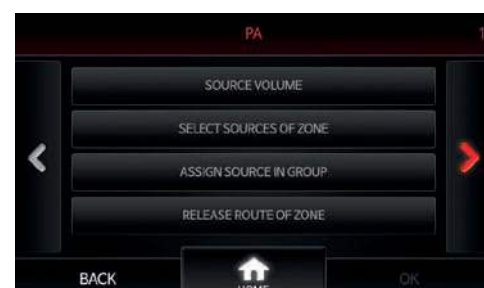 PA 1
SOURCE VOLUME
SELECT SOURCES OF ZONE
ASSIGN SOURCE IN GROUP
RELEASE ROUTE OF ZONE
BACK HOME OK